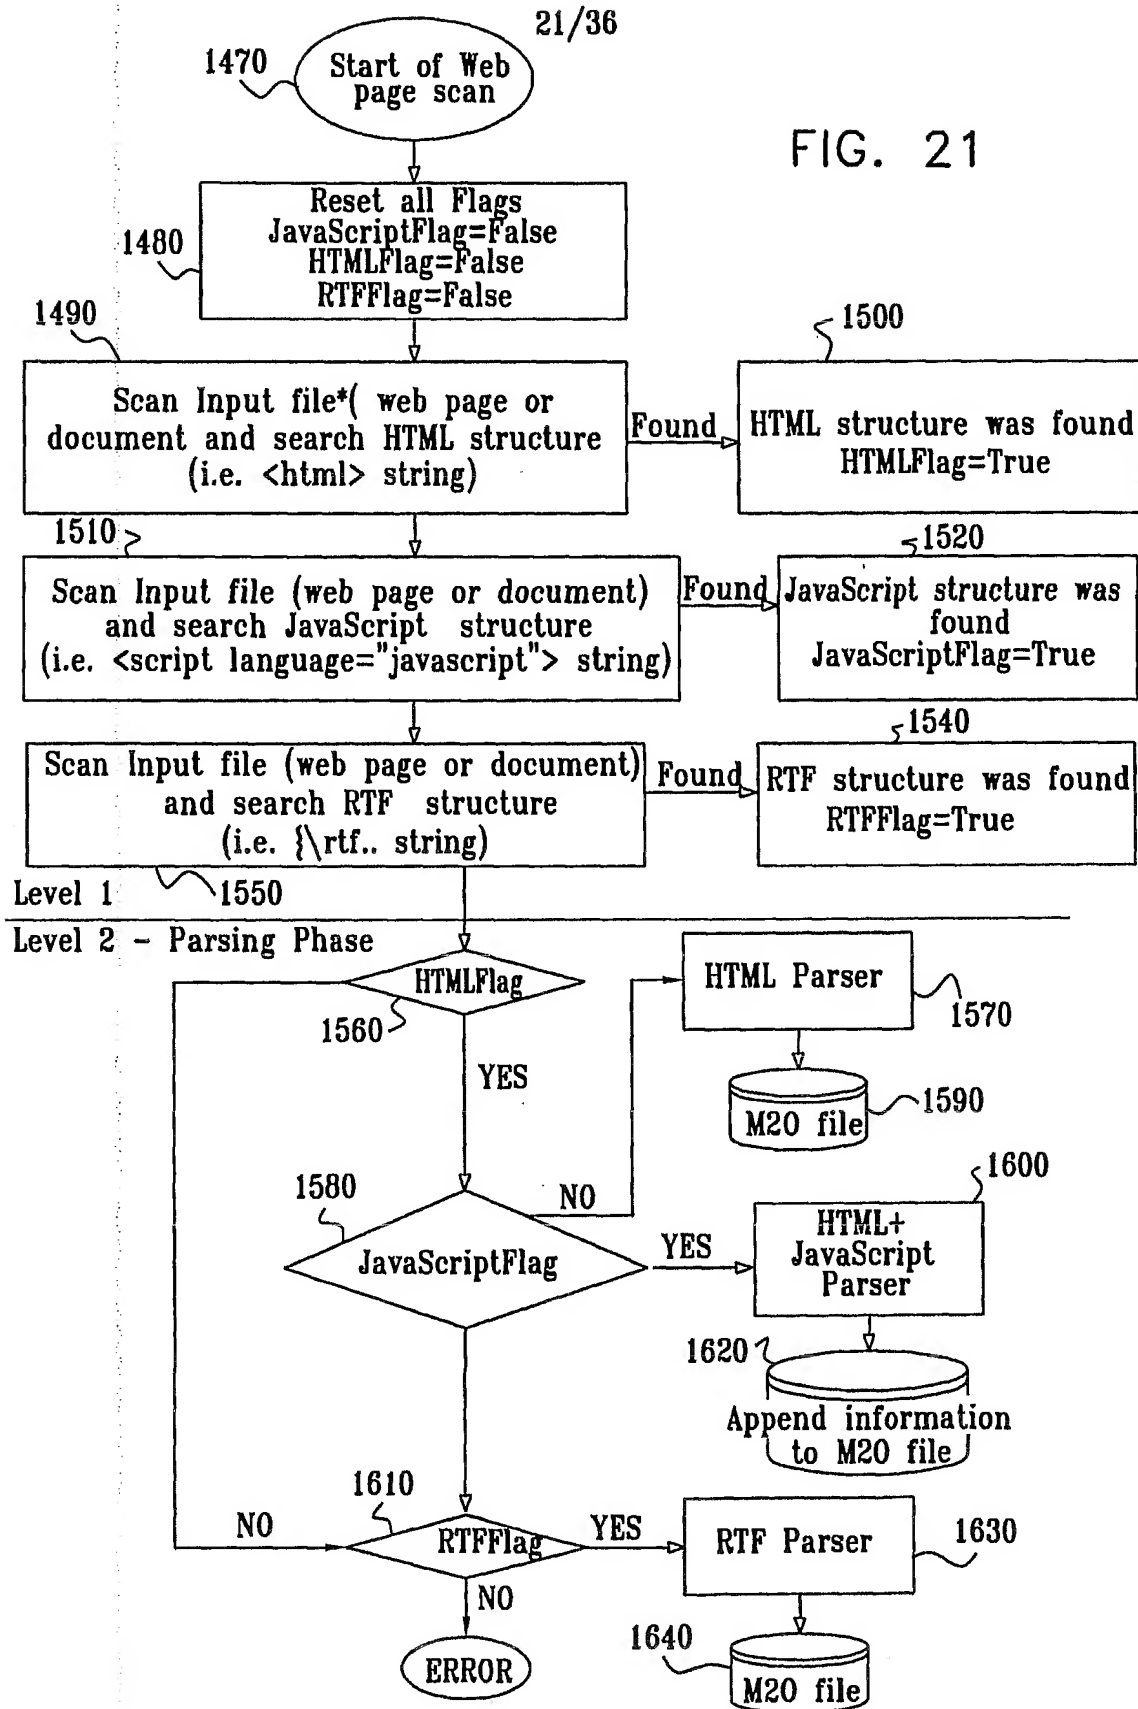 21/36
1470
Start of Web
page scan
FIG. 21
1480
Reset all Flags
JavaScriptFlag=False
HTMLFlag=False
RTFFlag=False
1490
Scan Input file*( web page or
document and search HTML structure
(i.e. <html> string)
Found
1500
HTML structure was found
HTMLFlag=True
1510
Scan Input file (web page or document)
and search JavaScript structure
(i.e. <script language="javascript"> string)
Found
1520
JavaScript structure was
found
JavaScriptFlag=True
Scan Input file (web page or document)
and search RTF structure
(i.e. {\rtf.. string)
Found
1540
RTF structure was found
RTFFlag=True
1550
Level 1
Level 2 - Parsing Phase
HTMLFlag
1560
YES
HTML Parser
1570
M20 file
1590
1580
JavaScriptFlag
NO
YES
1600
HTML+
JavaScript
Parser
1620
Append information
to M20 file
1610
NO
RTFFlag
YES
RTF Parser
1630
NO
ERROR
1640
M20 file